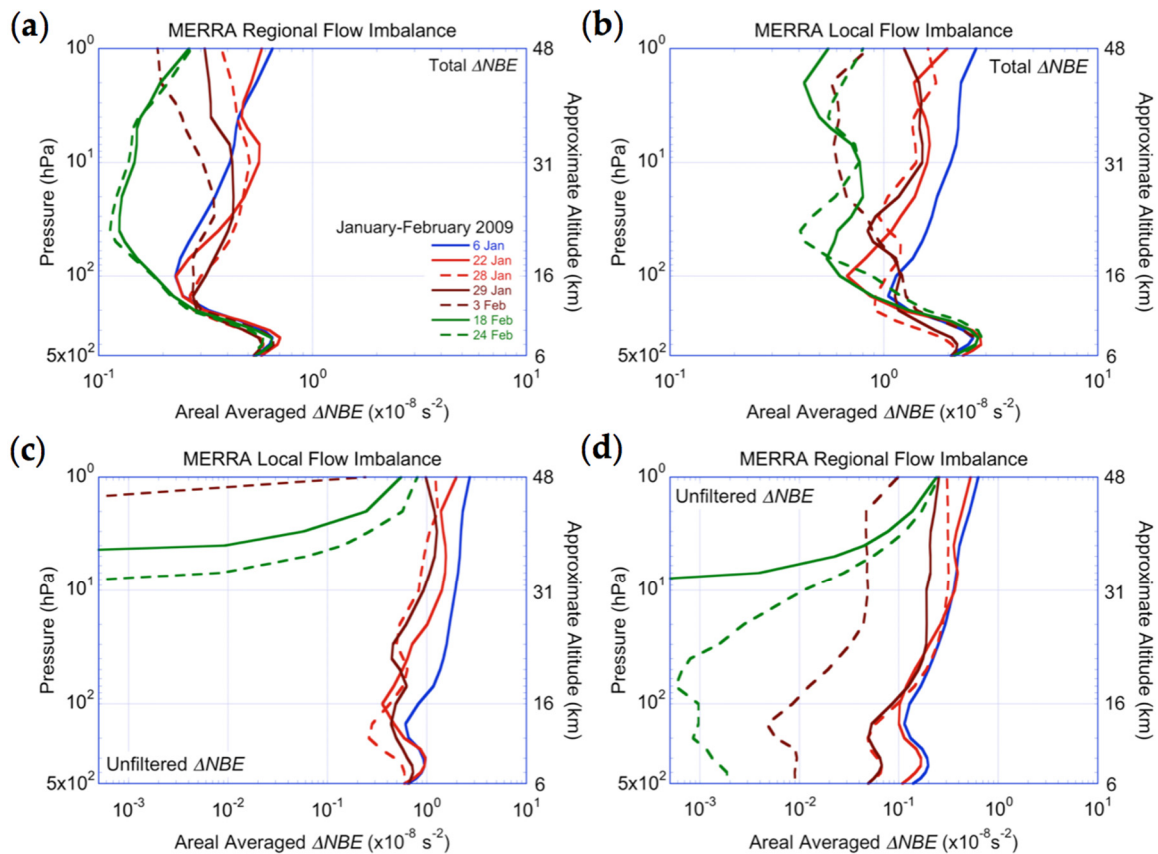 (a)
MERRA Regional Flow Imbalance
10⁰
10¹
10²
5x10²
Pressure (hPa)
48
31
16
6
Approximate Altitude (km)
Total ΔNBE
January-February 2009
6 Jan
22 Jan
28 Jan
29 Jan
3 Feb
18 Feb
24 Feb
10⁻¹ 10⁰ 10¹
Areal Averaged ΔNBE (x10⁻⁸ s⁻²)
(b)
MERRA Local Flow Imbalance
10⁰
10¹
10²
5x10²
Pressure (hPa)
48
31
16
6
Approximate Altitude (km)
Total ΔNBE
10⁻¹ 10⁰ 10¹
Areal Averaged ΔNBE (x10⁻⁸ s⁻²)
(c)
MERRA Local Flow Imbalance
10⁰
10¹
10²
5x10²
Pressure (hPa)
48
31
16
6
Approximate Altitude (km)
Unfiltered ΔNBE
10⁻³ 10⁻² 10⁻¹ 10⁰ 10¹
Areal Averaged ΔNBE (x10⁻⁸ s⁻²)
(d)
MERRA Regional Flow Imbalance
10⁰
10¹
10²
5x10²
Pressure (hPa)
48
31
16
6
Approximate Altitude (km)
Unfiltered ΔNBE
10⁻³ 10⁻² 10⁻¹ 10⁰ 10¹
Areal Averaged ΔNBE (x10⁻⁸ s⁻²)